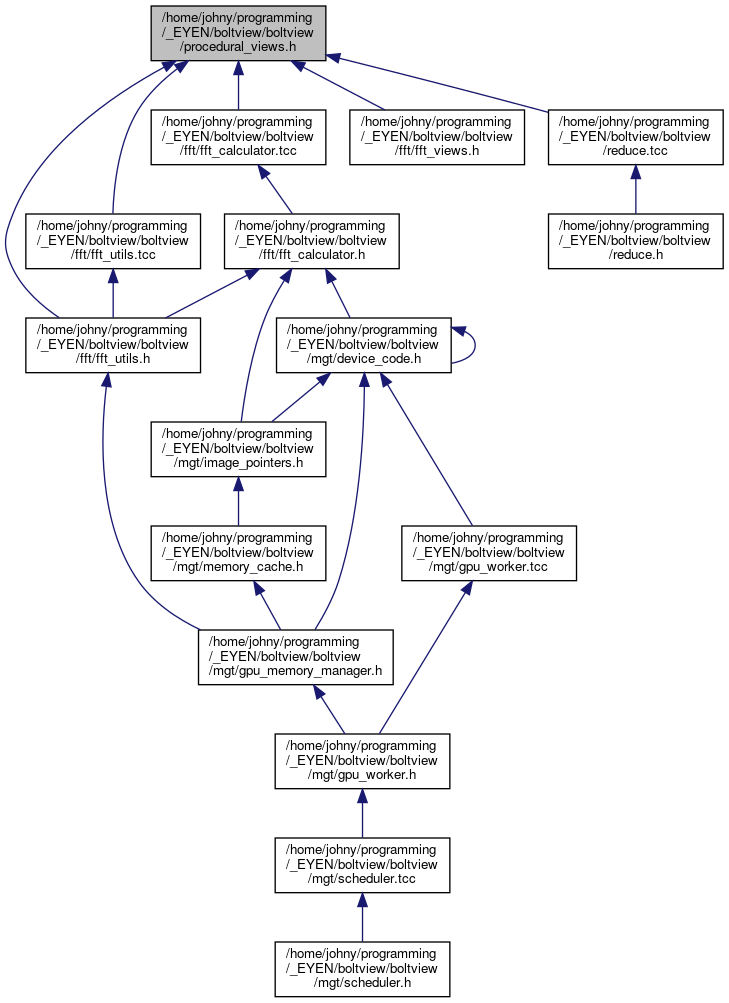 /home/johny/programming
/_EYEN/boltview/boltview
/procedural_views.h
/home/johny/programming
/_EYEN/boltview/boltview
/fft/fft_calculator.tcc
/home/johny/programming
/_EYEN/boltview/boltview
/fft/fft_views.h
/home/johny/programming
/_EYEN/boltview/boltview
/reduce.tcc
/home/johny/programming
/_EYEN/boltview/boltview
/fft/fft_utils.tcc
/home/johny/programming
/_EYEN/boltview/boltview
/fft/fft_calculator.h
/home/johny/programming
/_EYEN/boltview/boltview
/reduce.h
/home/johny/programming
/_EYEN/boltview/boltview
/fft/fft_utils.h
/home/johny/programming
/_EYEN/boltview/boltview
/mgt/device_code.h
/home/johny/programming
/_EYEN/boltview/boltview
/mgt/image_pointers.h
/home/johny/programming
/_EYEN/boltview/boltview
/mgt/memory_cache.h
/home/johny/programming
/_EYEN/boltview/boltview
/mgt/gpu_worker.tcc
/home/johny/programming
/_EYEN/boltview/boltview
/mgt/gpu_memory_manager.h
/home/johny/programming
/_EYEN/boltview/boltview
/mgt/gpu_worker.h
/home/johny/programming
/_EYEN/boltview/boltview
/mgt/scheduler.tcc
/home/johny/programming
/_EYEN/boltview/boltview
/mgt/scheduler.h